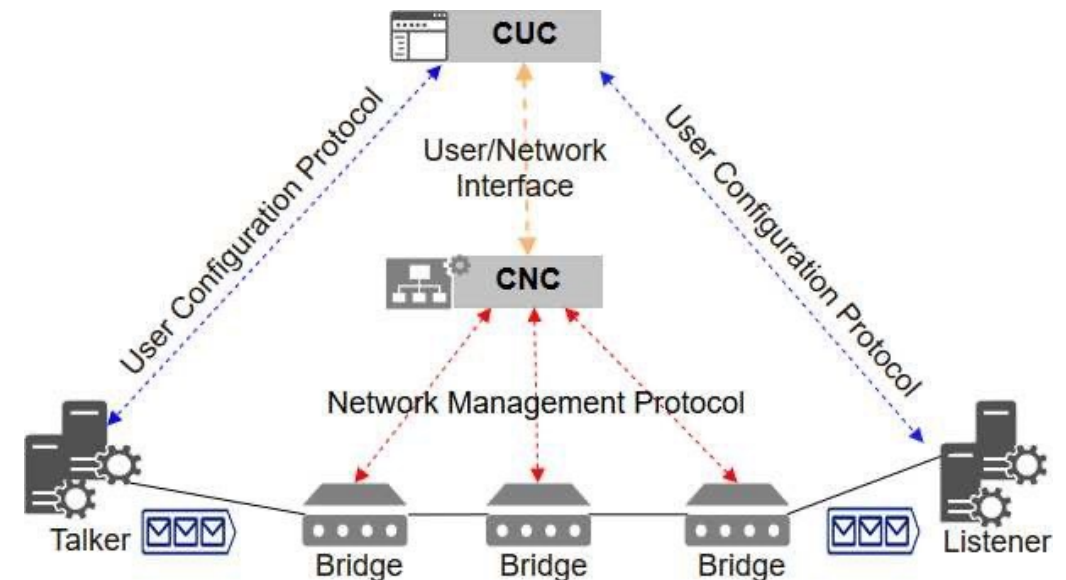 CUC
User Configuration Protocol
User/Network
Interface
User Configuration Protocol
CNC
Network Management Protocol
Talker
Bridge
Bridge
Bridge
Listener